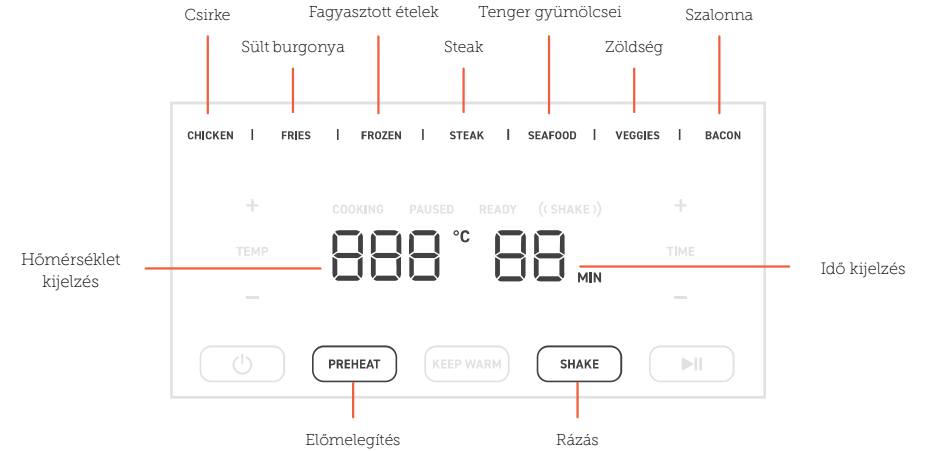 Csirke Fagyasztott ételek Tenger gyümölcsei Szalonna
Sült burgonya Steak Zöldség
CHICKEN | FRIES | FROZEN | STEAK | SEAFOOD | VEGGIES | BACON
+ COOKING PAUSED READY ((SHAKE)) +
TEMP 888 °C 88 MIN TIME
Hőmérséklet
kijelzés
Idő kijelzés
− −
PREHEAT KEEP WARM SHAKE
Előmelegítés Rázás